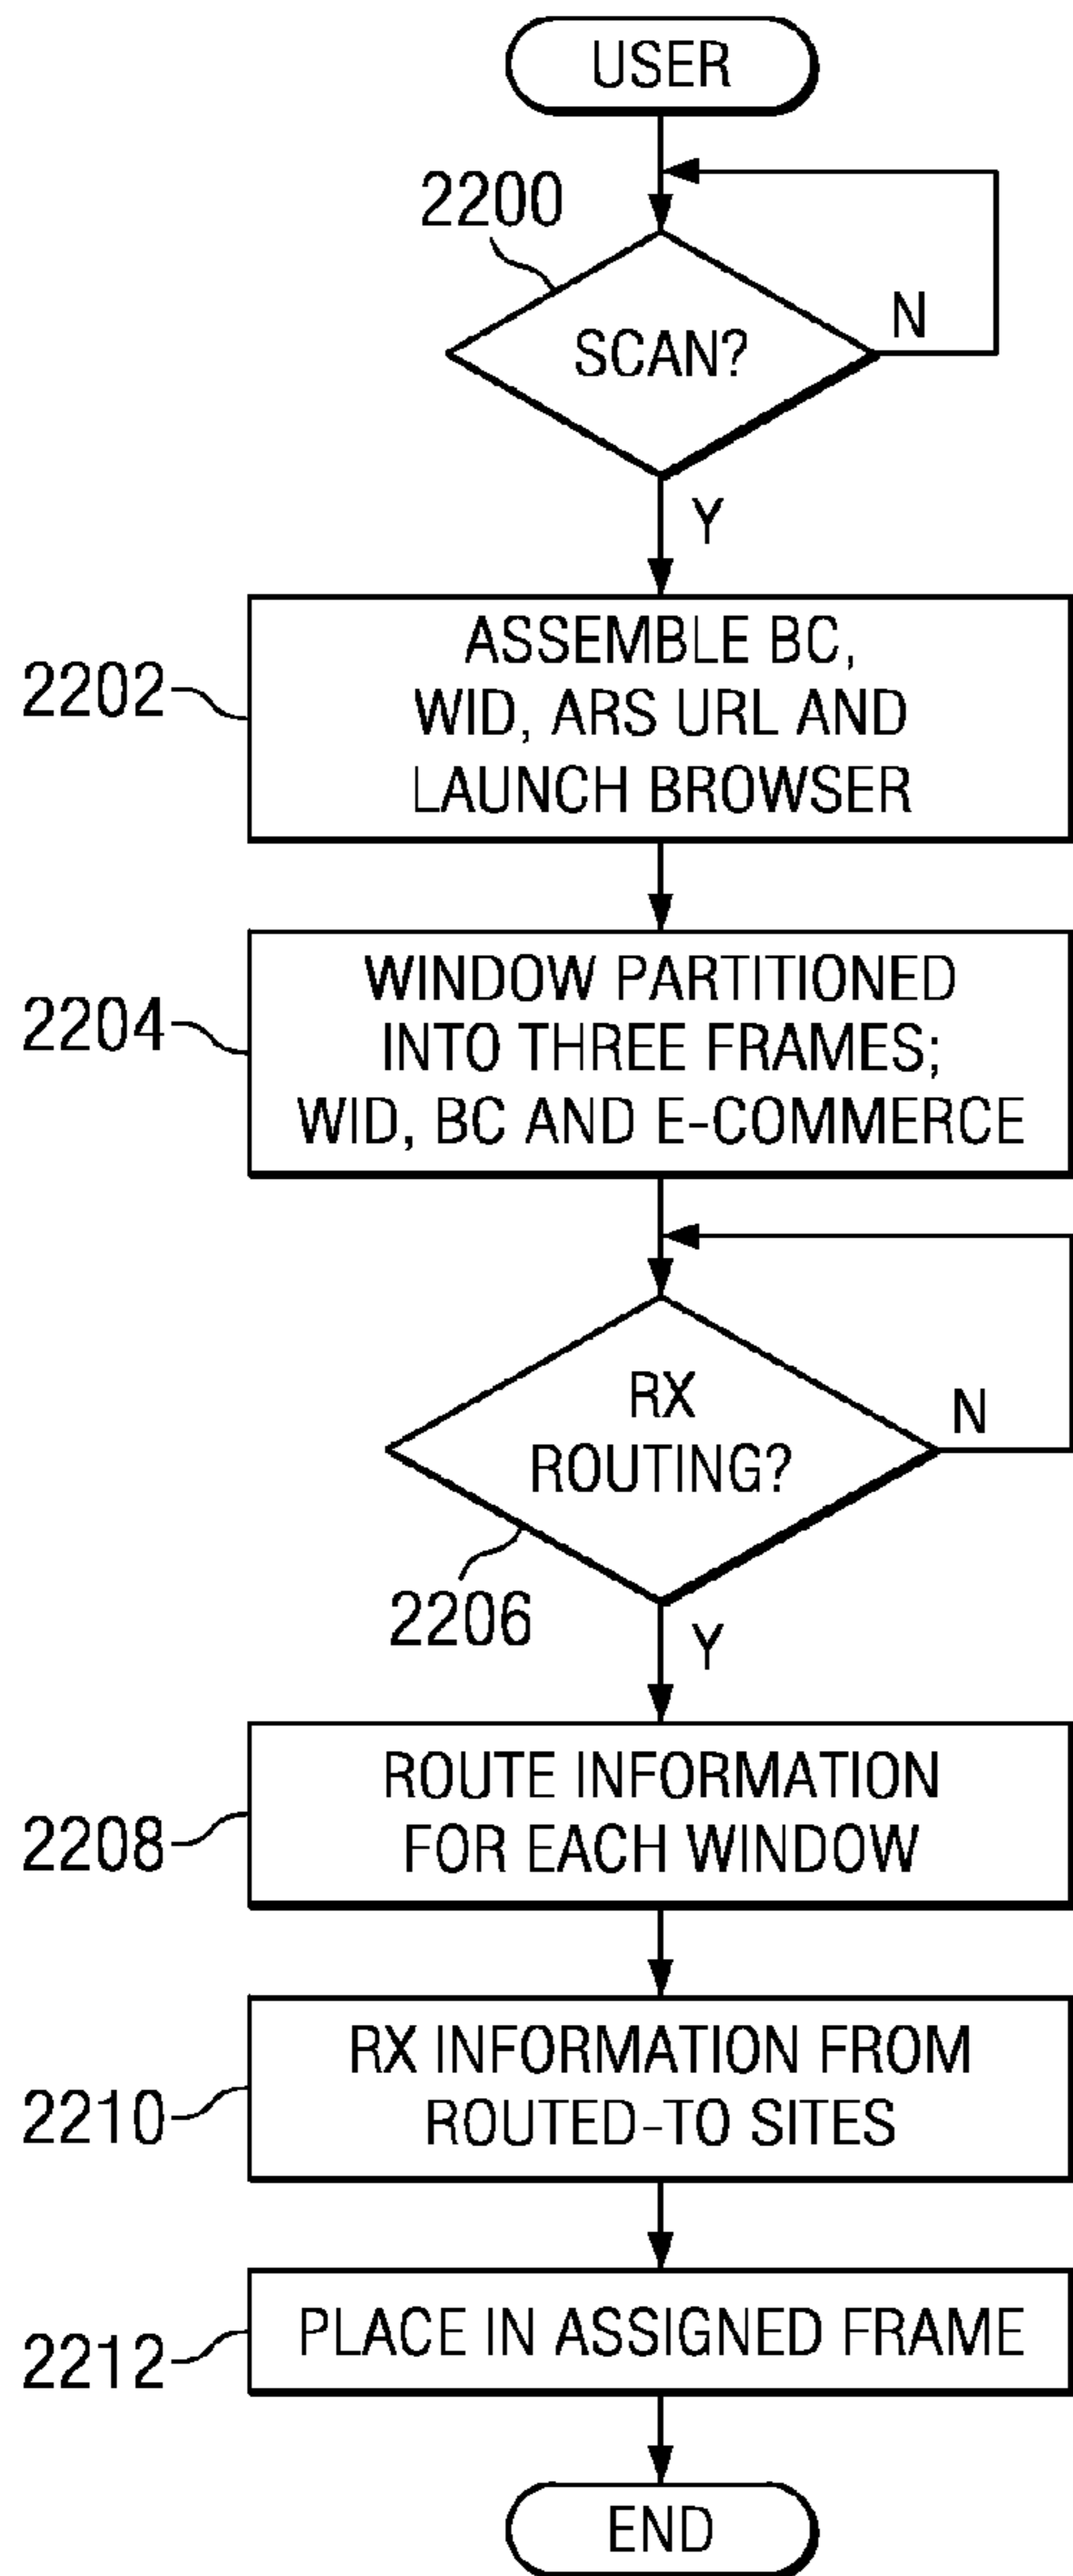 USER
2200
SCAN?
N
Y
2202
ASSEMBLE BC,
WID, ARS URL AND
LAUNCH BROWSER
2204
WINDOW PARTITIONED
INTO THREE FRAMES;
WID, BC AND E-COMMERCE
RX
ROUTING?
N
2206
Y
2208
ROUTE INFORMATION
FOR EACH WINDOW
2210
RX INFORMATION FROM
ROUTED-TO SITES
2212
PLACE IN ASSIGNED FRAME
END